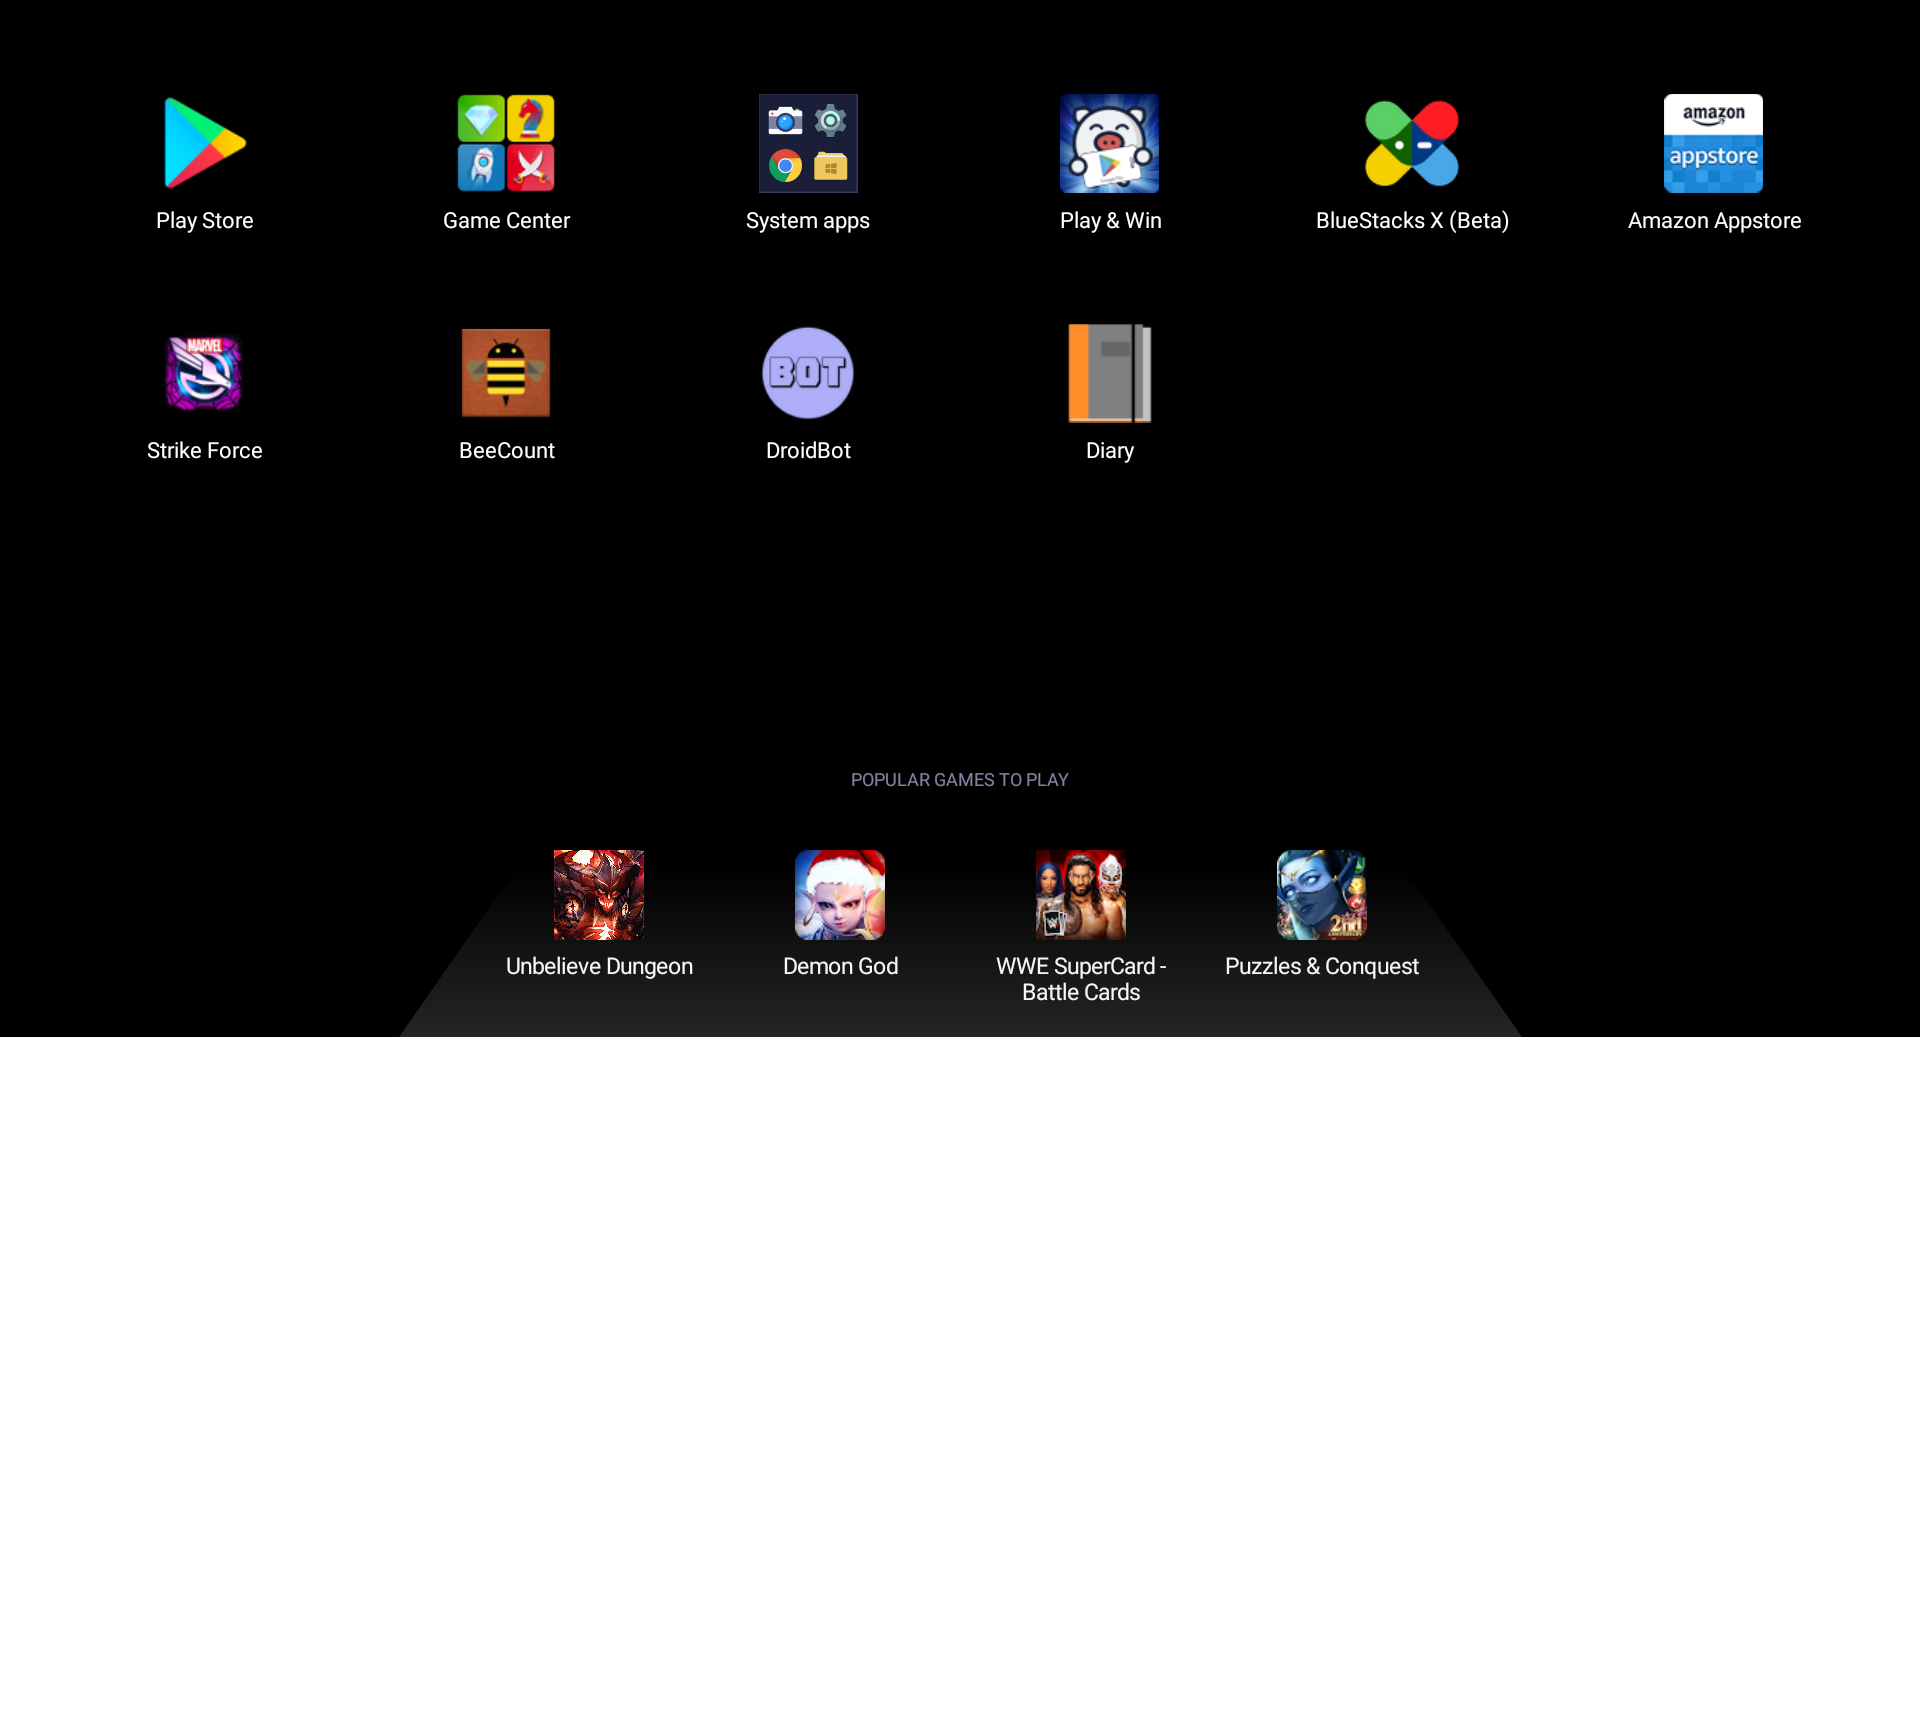 amazon
appstore
Play Store
Game Center
System apps
Play & Win
BlueStacks X (Beta)
Amazon Appstore
MARVEL
BOT
Strike Force
BeeCount
DroidBot
Diary
POPULAR GAMES TO PLAY
2nd
Unbelieve Dungeon
Demon God
WWE SuperCard -
Battle Cards
Puzzles & Conquest